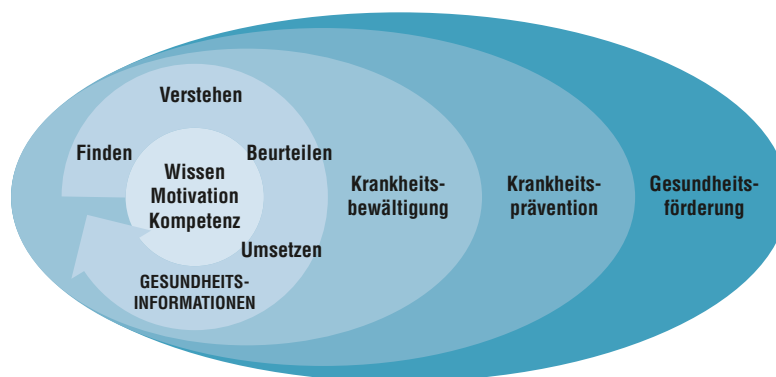 Verstehen
Finden
Beurteilen
Wissen
Motivation
Kompetenz
Umsetzen
GESUNDHEITS-
INFORMATIONEN
Krankheits-
bewältigung
Krankheits-
prävention
Gesundheits-
förderung